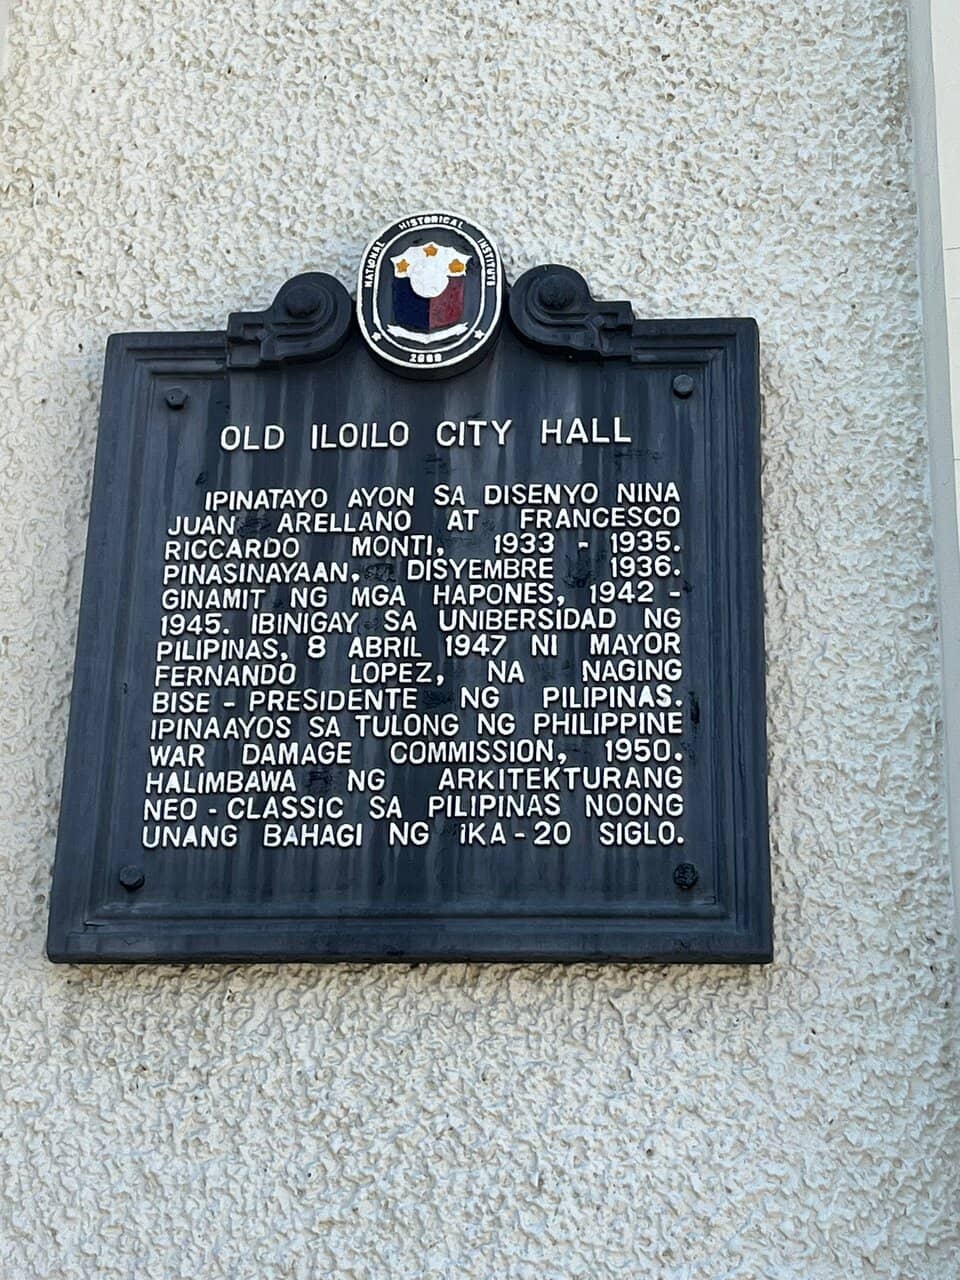 NATIONAL HISTORICAL INSTITUTE
OLD ILOILO CITY HALL
IPINATAYO AYON SA DISENYO NINA
JUAN ARELLANO AT FRANCESCO
RICCARDO MONTI, 1933 - 1935.
PINASINAYAAN, DISYEMBRE 1936.
GINAMIT NG MGA HAPONES, 1942 -
1945. IBINIGAY SA UNIBERSIDAD NG
PILIPINAS, 8 ABRIL 1947 NI MAYOR
FERNANDO LOPEZ, NA NAGING
BISE - PRESIDENTE NG PILIPINAS.
IPINAAYOS SA TULONG NG PHILIPPINE
WAR DAMAGE COMMISSION, 1950.
HALIMBAWA NG ARKITEKTURANG
NEO - CLASSIC SA PILIPINAS NOONG
UNANG BAHAGI NG IKA - 20 SIGLO.